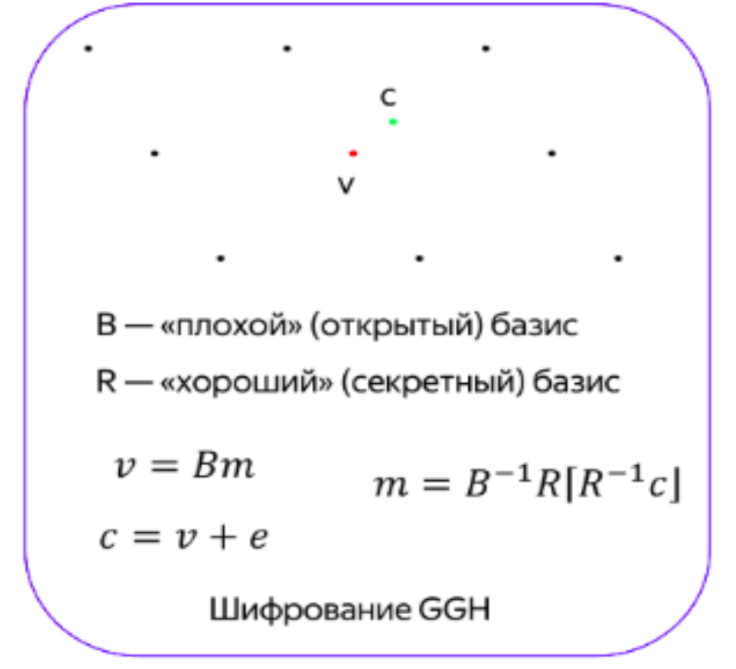 c
v
B — «плохой» (открытый) базис
R — «хороший» (секретный) базис
v = Bm
m = B⁻¹R⌈R⁻¹c⌋
c = v + e
Шифрование GGH